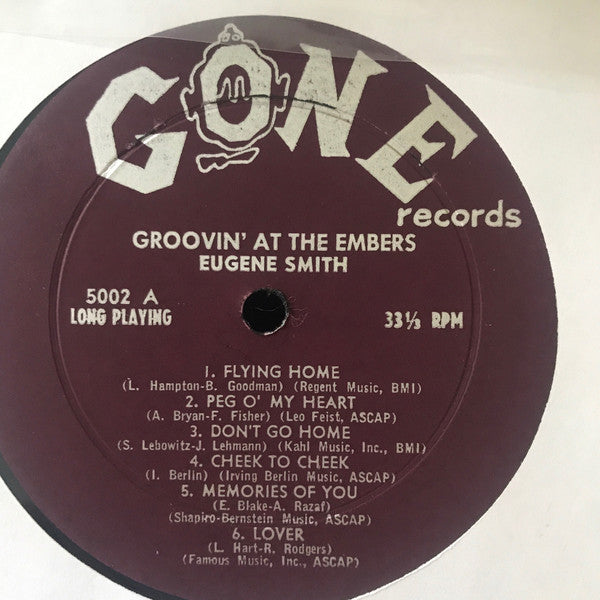 GONE
records
GROOVIN' AT THE EMBERS
EUGENE SMITH
5002 A
LONG PLAYING
33⅓ RPM
1. FLYING HOME
(L. Hampton-B. Goodman) (Regent Music, BMI)
2. PEG O' MY HEART
(A. Bryan-F. Fisher) (Leo Feist, ASCAP)
3. DON'T GO HOME
(S. Lebowitz-J. Lehmann) (Kahl Music, Inc., BMI)
4. CHEEK TO CHEEK
(I. Berlin) (Irving Berlin Music, ASCAP)
5. MEMORIES OF YOU
(E. Blake-A. Razaf)
(Shapiro-Bernstein Music, ASCAP)
6. LOVER
(L. Hart-R. Rodgers)
(Famous Music, Inc., ASCAP)